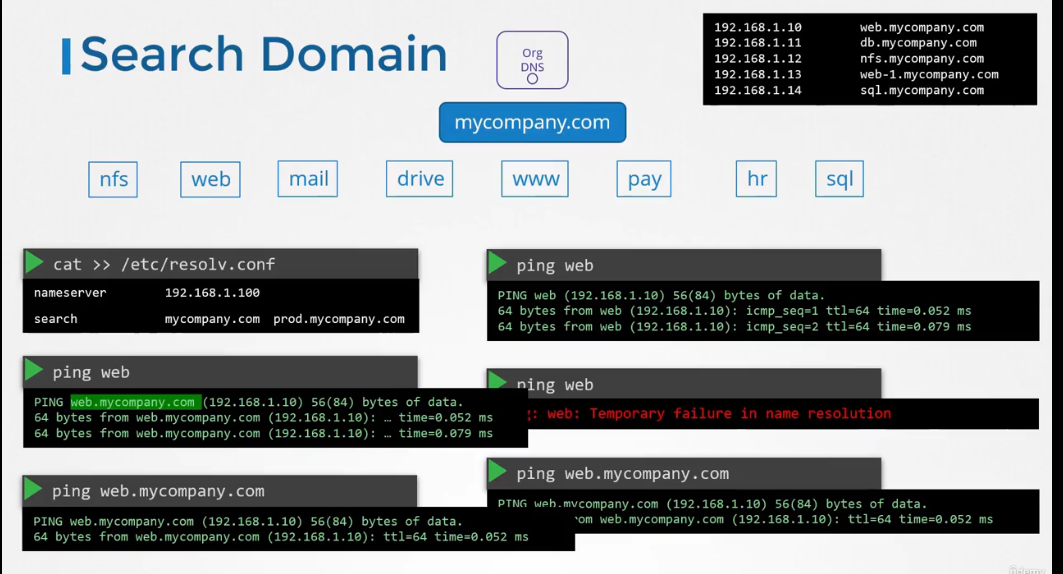 Search Domain
Org
DNS
192.168.1.10 web.mycompany.com
192.168.1.11 db.mycompany.com
192.168.1.12 nfs.mycompany.com
192.168.1.13 web-1.mycompany.com
192.168.1.14 sql.mycompany.com
mycompany.com
nfs web mail drive www pay hr sql
cat >> /etc/resolv.conf
nameserver 192.168.1.100
search mycompany.com prod.mycompany.com
ping web
PING web (192.168.1.10) 56(84) bytes of data.
64 bytes from web (192.168.1.10): icmp_seq=1 ttl=64 time=0.052 ms
64 bytes from web (192.168.1.10): icmp_seq=2 ttl=64 time=0.079 ms
ping web
PING web.mycompany.com (192.168.1.10) 56(84) bytes of data.
64 bytes from web.mycompany.com (192.168.1.10): … time=0.052 ms
64 bytes from web.mycompany.com (192.168.1.10): … time=0.079 ms
ping web
web: Temporary failure in name resolution
ping web.mycompany.com
PING web.mycompany.com (192.168.1.10) 56(84) bytes of data.
64 bytes from web.mycompany.com (192.168.1.10): ttl=64 time=0.052 ms
ping web.mycompany.com
PING web.mycompany.com (192.168.1.10) 56(84) bytes of data.
web.mycompany.com (192.168.1.10): ttl=64 time=0.052 ms